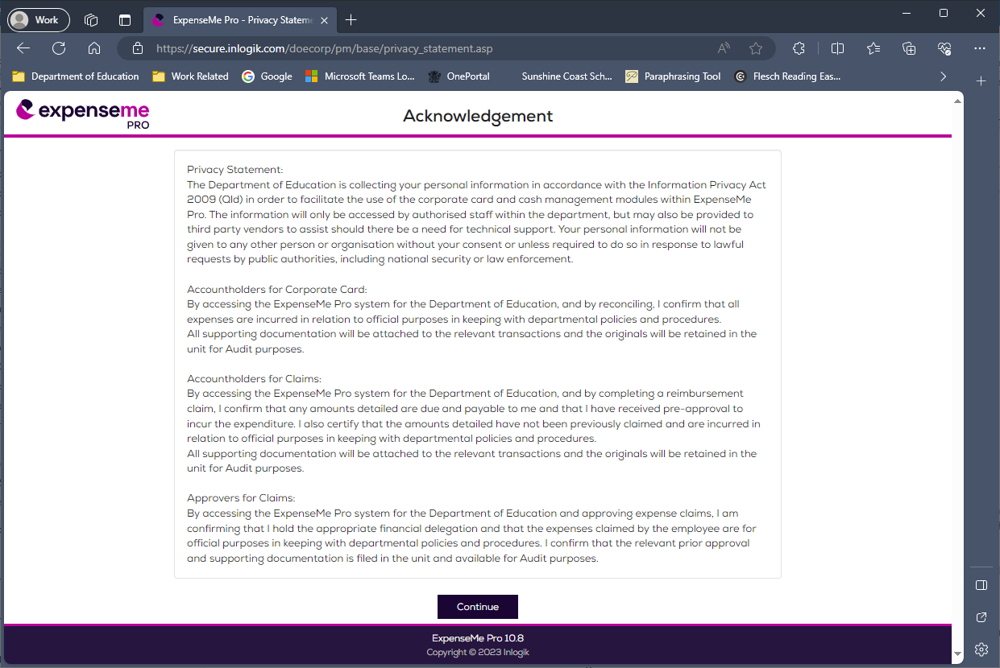 Work
ExpenseMe Pro - Privacy Stateme
https://secure.inlogik.com/doecorp/pm/base/privacy_statement.asp
Department of Education
Work Related
Google
Microsoft Teams Lo...
OnePortal
Sunshine Coast Sch...
Paraphrasing Tool
Flesch Reading Eas...
expenseme
PRO
Acknowledgement
Privacy Statement:
The Department of Education is collecting your personal information in accordance with the Information Privacy Act
2009 (Qld) in order to facilitate the use of the corporate card and cash management modules within ExpenseMe
Pro. The information will only be accessed by authorised staff within the department, but may also be provided to
third party vendors to assist should there be a need for technical support. Your personal information will not be
given to any other person or organisation without your consent or unless required to do so in response to lawful
requests by public authorities, including national security or law enforcement.
Accountholders for Corporate Card:
By accessing the ExpenseMe Pro system for the Department of Education, and by reconciling, I confirm that all
expenses are incurred in relation to official purposes in keeping with departmental policies and procedures.
All supporting documentation will be attached to the relevant transactions and the originals will be retained in the
unit for Audit purposes.
Accountholders for Claims:
By accessing the ExpenseMe Pro system for the Department of Education, and by completing a reimbursement
claim, I confirm that any amounts detailed are due and payable to me and that I have received pre-approval to
incur the expenditure. I also certify that the amounts detailed have not been previously claimed and are incurred in
relation to official purposes in keeping with departmental policies and procedures.
All supporting documentation will be attached to the relevant transactions and the originals will be retained in the
unit for Audit purposes.
Approvers for Claims:
By accessing the ExpenseMe Pro system for the Department of Education and approving expense claims, I am
confirming that I hold the appropriate financial delegation and that the expenses claimed by the employee are for
official purposes in keeping with departmental policies and procedures. I confirm that the relevant prior approval
and supporting documentation is filed in the unit and available for Audit purposes.
Continue
ExpenseMe Pro 10.8
Copyright © 2023 Inlogik